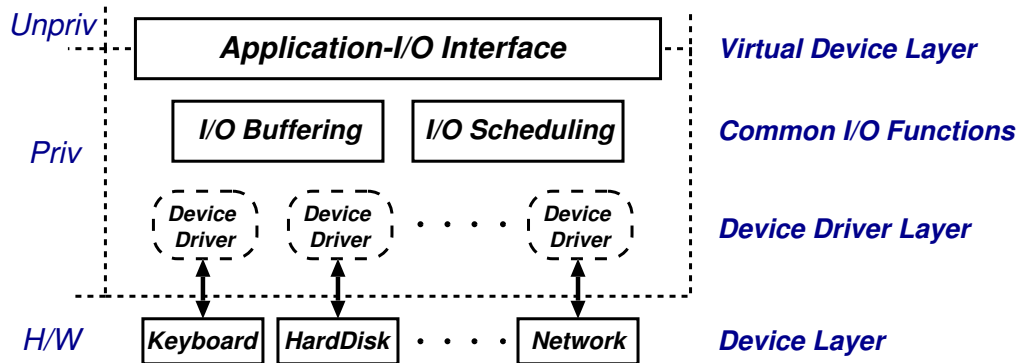 Unpriv
Application-I/O Interface
Virtual Device Layer
Priv
I/O Buffering
I/O Scheduling
Common I/O Functions
Device
Driver
Device
Driver
Device
Driver
Device Driver Layer
H/W
Keyboard
HardDisk
Network
Device Layer